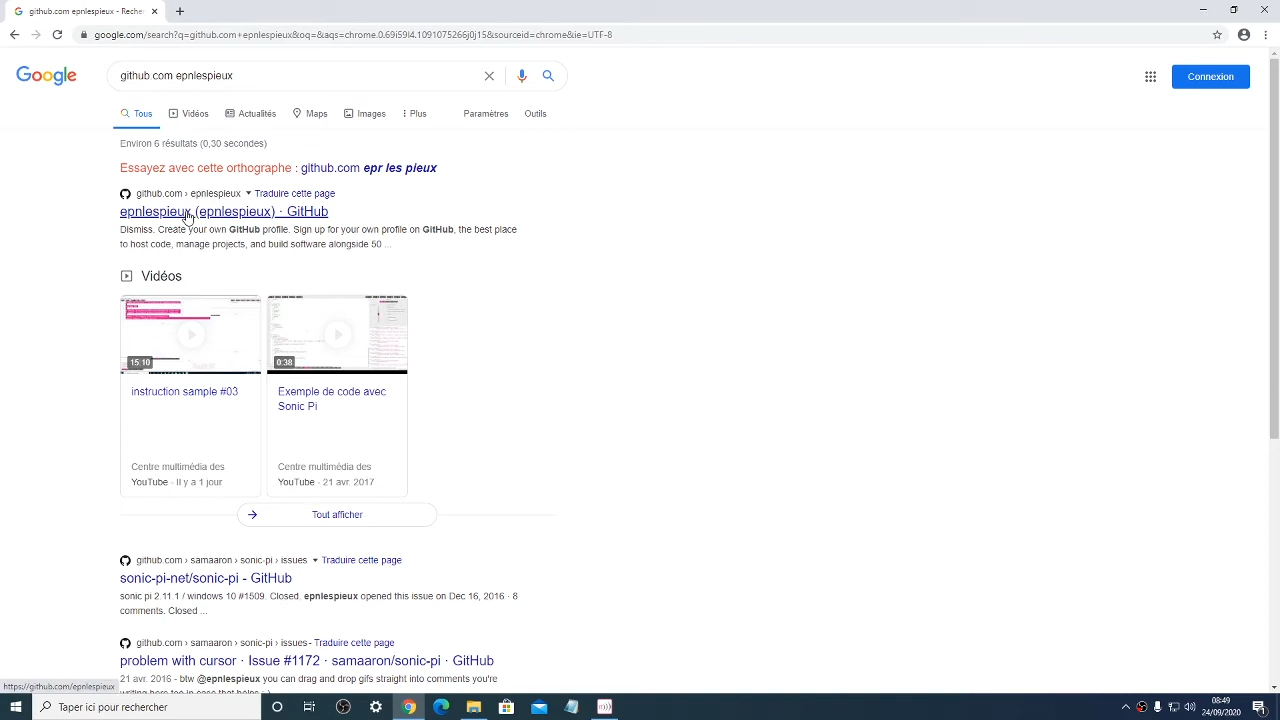 github.com epnlespieux - Reche
google.com/search?q=github.com+epnlespieux&oq=&aqs=chrome.0.69i59l4.1091075266j0j15&sourceid=chrome&ie=UTF-8
Google
github.com epnlespieux
Connexion
Tous
Vidéos
Actualités
Maps
Images
Plus
Paramètres
Outils
Environ 6 résultats (0,30 secondes)
Essayez avec cette orthographe : github.com epr les pieux
github.com › epnlespieux Traduire cette page
epnlespieux (epnlespieux) · GitHub
Dismiss. Create your own GitHub profile. Sign up for your own profile on GitHub, the best place
to host code, manage projects, and build software alongside 50 ...
Vidéos
0:38
instruction sample #03
Exemple de code avec
Sonic Pi
Centre multimédia des
YouTube - Il y a 1 jour
Centre multimédia des
YouTube - 21 avr. 2017
Tout afficher
github.com › samaaron › sonic-pi › issues Traduire cette page
sonic-pi-net/sonic-pi - GitHub
sonic pi 2.11.1 / windows 10 #1509. Closed. epnlespieux opened this issue on Dec 16, 2016 · 8
comments. Closed ...
github.com › samaaron › sonic-pi › issues - Traduire cette page
problem with cursor · Issue #1172 · samaaron/sonic-pi · GitHub
21 avr. 2016 - btw @epnlespieux you can drag and drop gifs straight into comments you're
writing here too in case that helps :-)
https://github.com/epnlespieux
Taper ici pour rechercher
08:49
24/09/2020